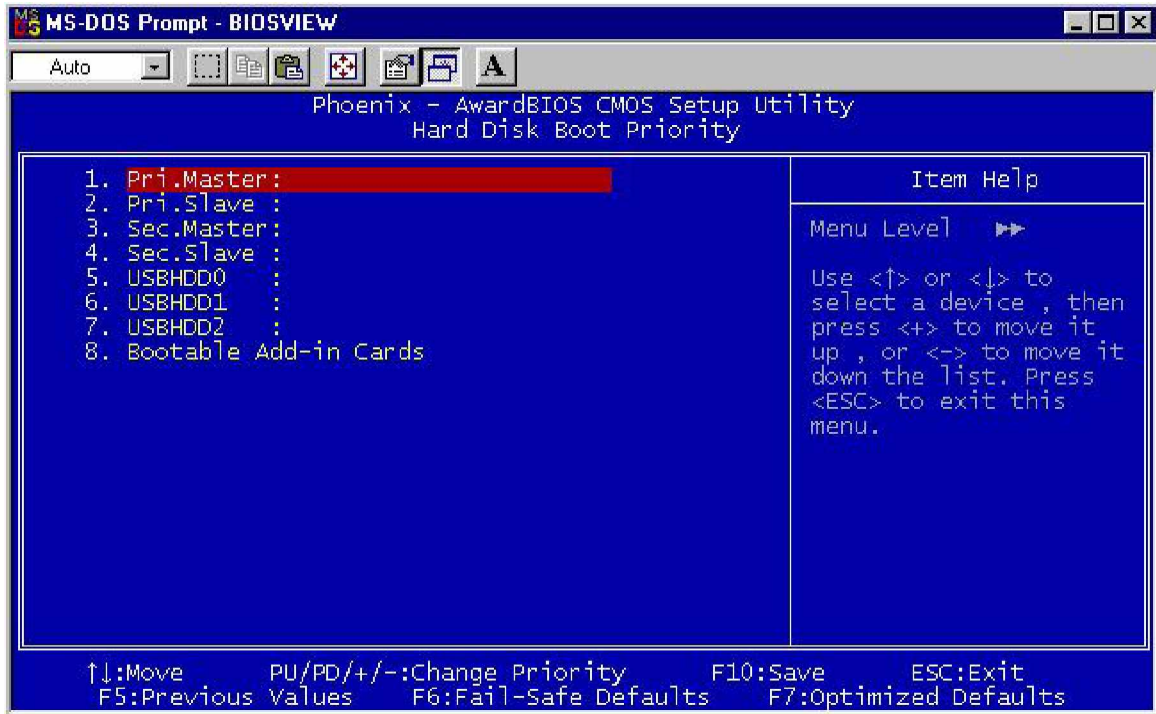 MS-DOS Prompt - BIOSVIEW
Auto
A
Phoenix - AwardBIOS CMOS Setup Utility
Hard Disk Boot Priority
1. Pri.Master:
2. Pri.Slave :
3. Sec.Master:
4. Sec.Slave :
5. USBHDD0 :
6. USBHDD1 :
7. USBHDD2 :
8. Bootable Add-in Cards
Item Help
Menu Level ▶▶
Use <↑> or <↓> to
select a device , then
press <+> to move it
up , or <-> to move it
down the list. Press
<ESC> to exit this
menu.
↑↓:Move PU/PD/+/-:Change Priority F10:Save ESC:Exit
F5:Previous Values F6:Fail-Safe Defaults F7:Optimized Defaults